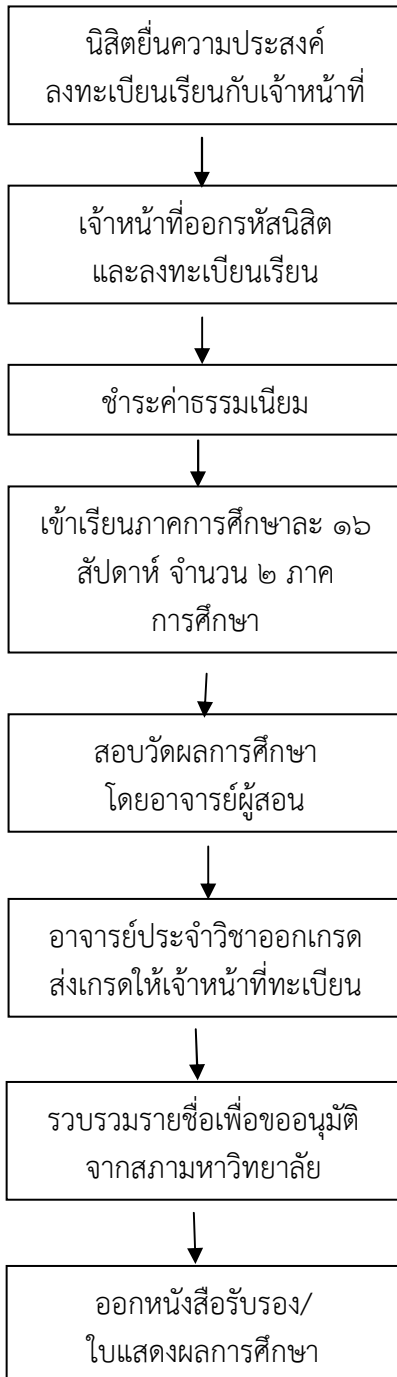 นิสิตยื่นความประสงค์
ลงทะเบียนเรียนกับเจ้าหน้าที่
เจ้าหน้าที่ออกรหัสนิสิต
และลงทะเบียนเรียน
ชำระค่าธรรมเนียม
เข้าเรียนภาคการศึกษาละ ๑๖
สัปดาห์ จำนวน ๒ ภาค
การศึกษา
สอบวัดผลการศึกษา
โดยอาจารย์ผู้สอน
อาจารย์ประจำวิชาออกเกรด
ส่งเกรดให้เจ้าหน้าที่ทะเบียน
รวบรวมรายชื่อเพื่อขออนุมัติ
จากสภามหาวิทยาลัย
ออกหนังสือรับรอง/
ใบแสดงผลการศึกษา